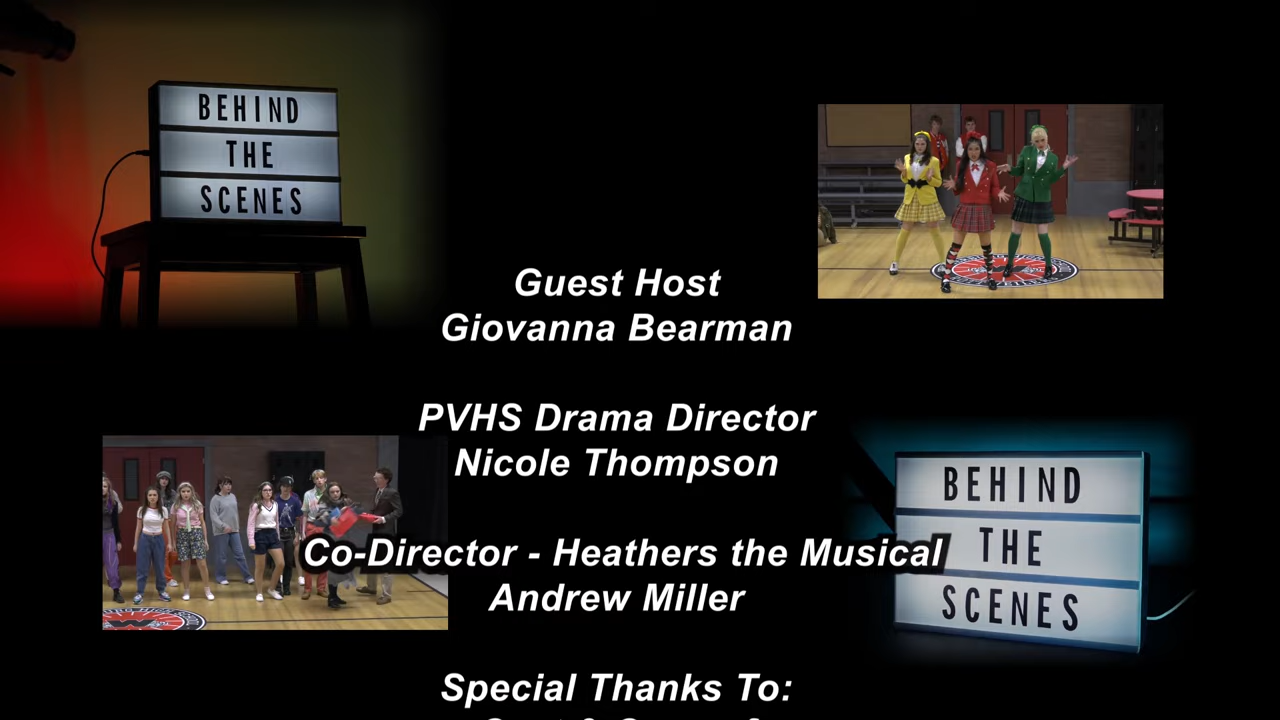 BEHIND
THE
SCENES
Guest Host
Giovanna Bearman
PVHS Drama Director
Nicole Thompson
Co-Director - Heathers the Musical
Andrew Miller
BEHIND
THE
SCENES
Special Thanks To: